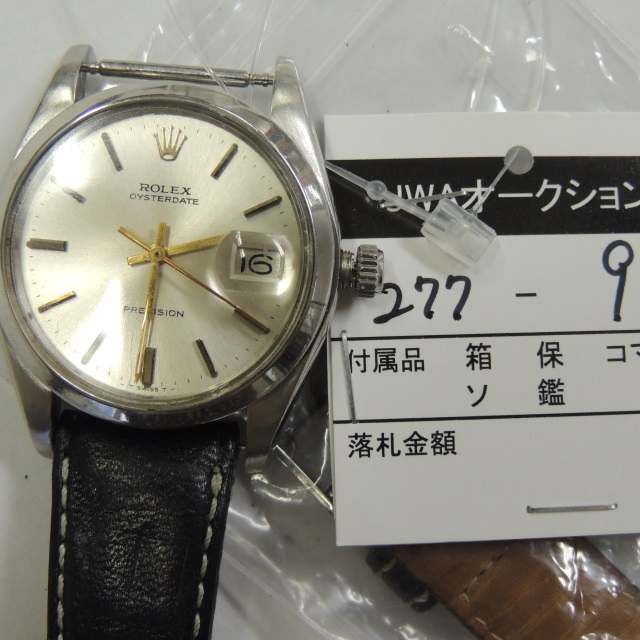 ROLEX
OYSTERDATE
16
PRECISION
JWAオークション
277-9
付属品 箱 保 コマ
ソ 鑑
落札金額